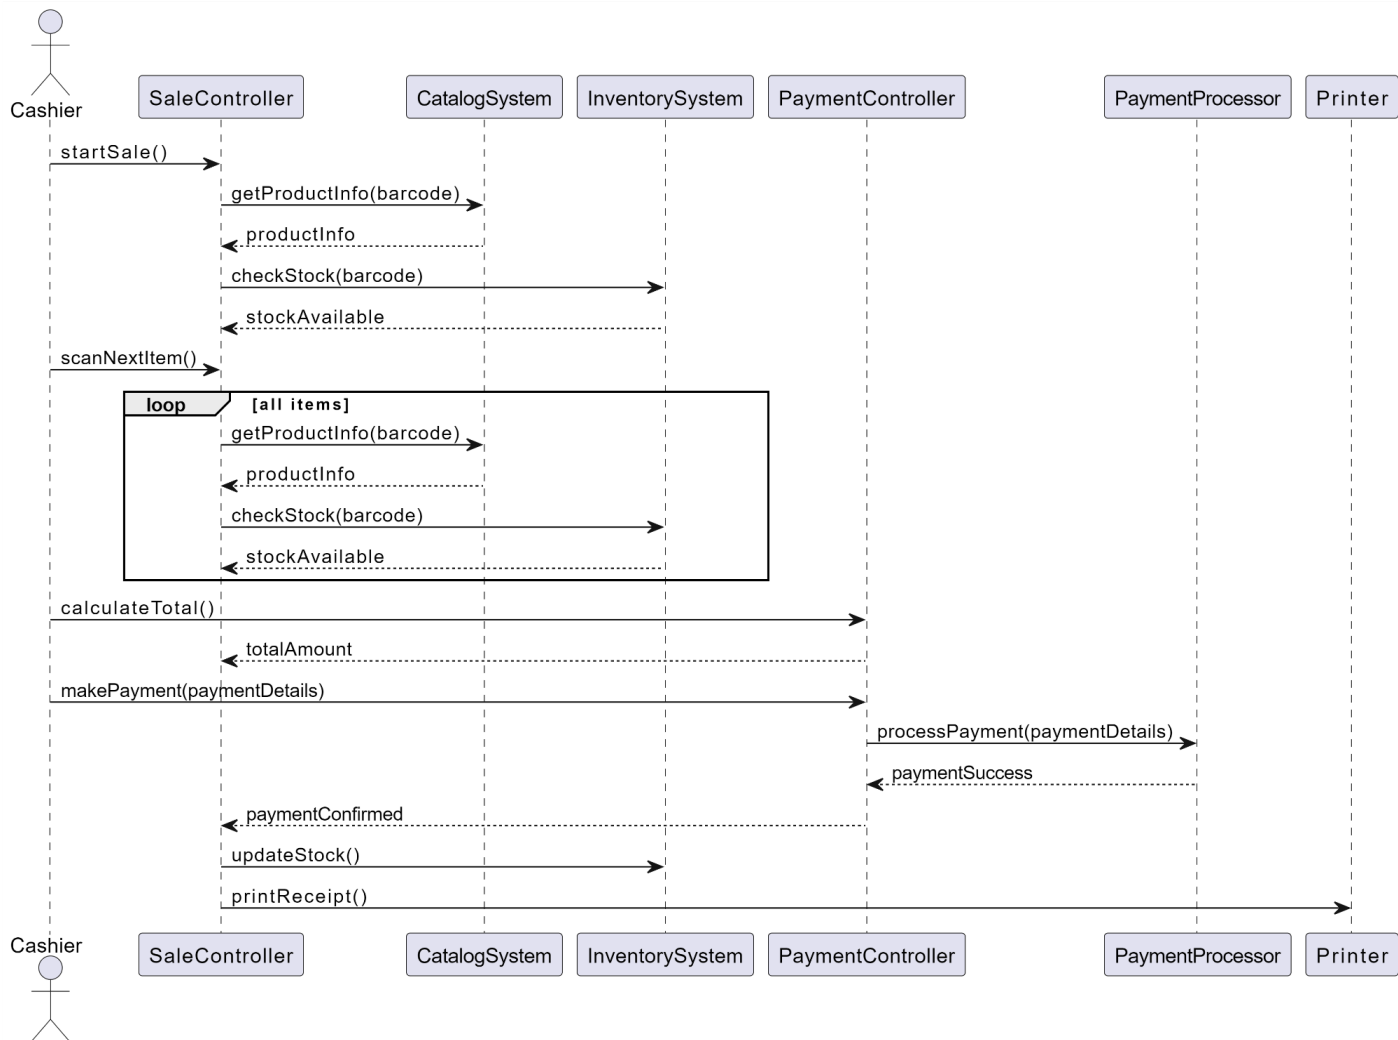 Cashier
SaleController
CatalogSystem
InventorySystem
PaymentController
PaymentProcessor
Printer
startSale()
getProductInfo(barcode)
productInfo
checkStock(barcode)
stockAvailable
scanNextItem()
loop
[all items]
getProductInfo(barcode)
productInfo
checkStock(barcode)
stockAvailable
calculateTotal()
totalAmount
makePayment(paymentDetails)
processPayment(paymentDetails)
paymentSuccess
paymentConfirmed
updateStock()
printReceipt()
Cashier
SaleController
CatalogSystem
InventorySystem
PaymentController
PaymentProcessor
Printer